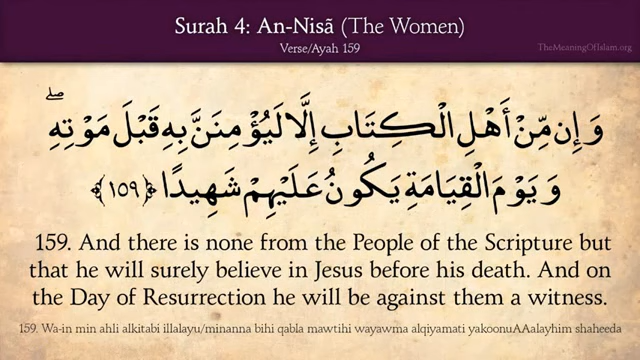 Surah 4: An-Nisã (The Women)
Verse/Ayah 159
TheMeaningOfIslam.org
وَإِن مِّنْ أَهْلِ الْكِتَابِ إِلَّا لَيُؤْمِنَنَّ بِهِ قَبْلَ مَوْتِهِ ۖ
وَيَوْمَ الْقِيَامَةِ يَكُونُ عَلَيْهِمْ شَهِيدًا ﴿١٥٩﴾
159. And there is none from the People of the Scripture but
that he will surely believe in Jesus before his death. And on
the Day of Resurrection he will be against them a witness.
159. Wa-in min ahli alkitabi illalayu/minanna bihi qabla mawtihi wayawma alqiyamati yakoonuAAalayhim shaheeda